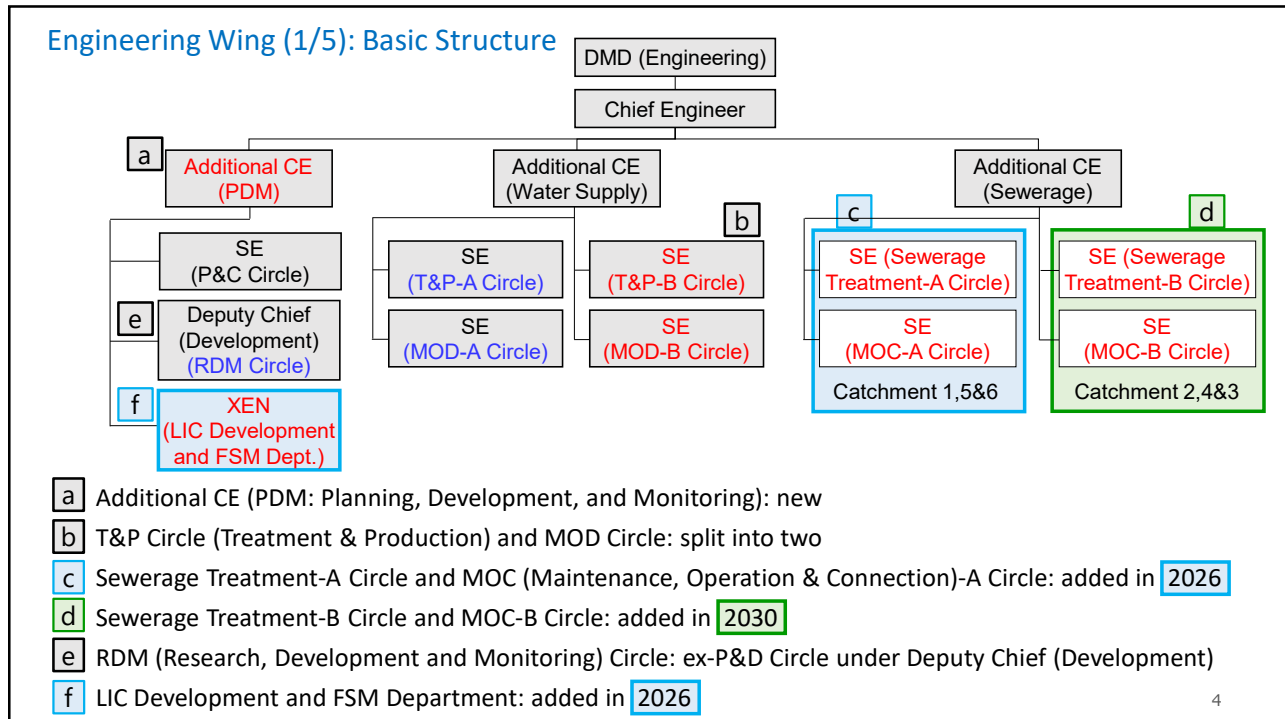 Engineering Wing (1/5): Basic Structure
DMD (Engineering)
Chief Engineer
a
Additional CE
(PDM)
Additional CE
(Water Supply)
Additional CE
(Sewerage)
SE
(P&C Circle)
e
Deputy Chief
(Development)
(RDM Circle)
f
XEN
(LIC Development
and FSM Dept.)
b
SE
(T&P-A Circle)
SE
(T&P-B Circle)
SE
(MOD-A Circle)
SE
(MOD-B Circle)
c
SE (Sewerage
Treatment-A Circle)
SE
(MOC-A Circle)
Catchment 1,5&6
d
SE (Sewerage
Treatment-B Circle)
SE
(MOC-B Circle)
Catchment 2,4&3
a Additional CE (PDM: Planning, Development, and Monitoring): new
b T&P Circle (Treatment & Production) and MOD Circle: split into two
c Sewerage Treatment-A Circle and MOC (Maintenance, Operation & Connection)-A Circle: added in 2026
d Sewerage Treatment-B Circle and MOC-B Circle: added in 2030
e RDM (Research, Development and Monitoring) Circle: ex-P&D Circle under Deputy Chief (Development)
f LIC Development and FSM Department: added in 2026
4